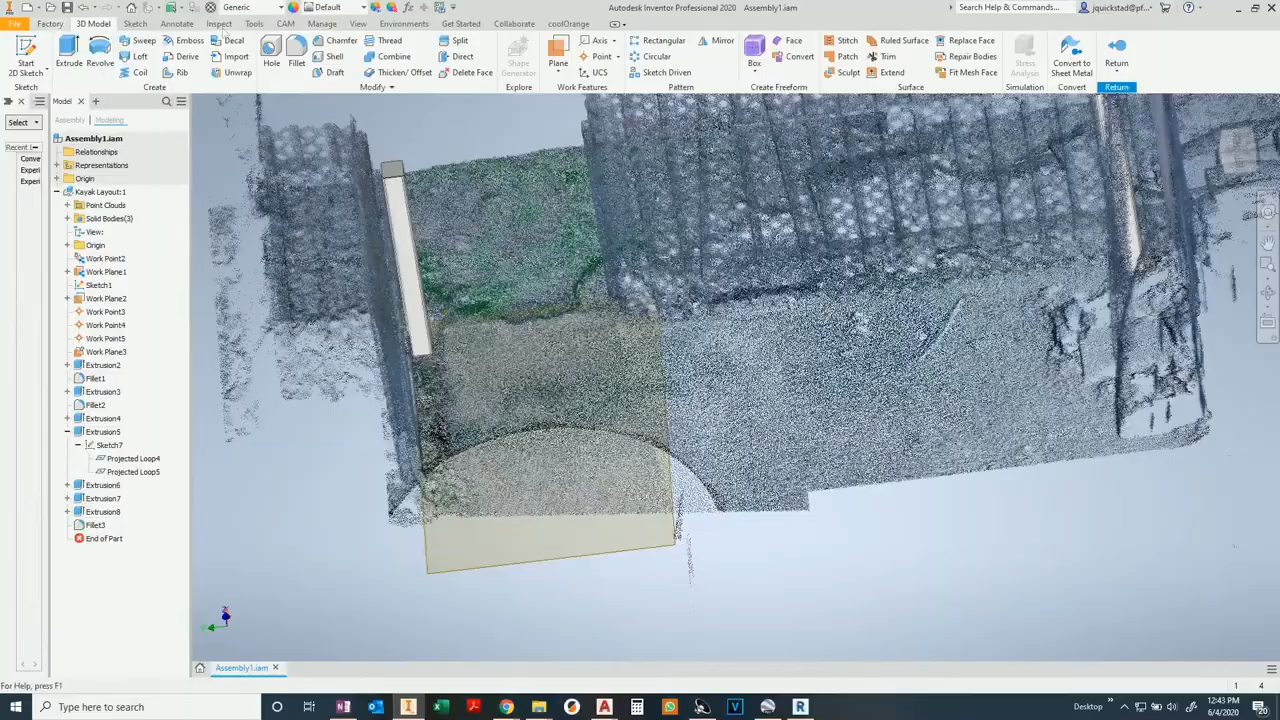 Generic
Default
Autodesk Inventor Professional 2020 Assembly1.iam
Search Help & Commands...
jquickstad@pf...
File Factory 3D Model Sketch Annotate Inspect Tools CAM Manage View Environments Get Started Collaborate coolOrange
Start
2D Sketch
Sketch
Extrude
Revolve
Sweep
Emboss
Decal
Loft
Derive
Import
Coil
Rib
Unwrap
Create
Hole
Fillet
Chamfer
Thread
Split
Shell
Combine
Direct
Draft
Thicken/ Offset
Delete Face
Modify
Shape
Generator
Explore
Plane
Axis
Point
UCS
Work Features
Rectangular
Mirror
Circular
Sketch Driven
Pattern
Box
Face
Convert
Create Freeform
Stitch
Ruled Surface
Replace Face
Patch
Trim
Repair Bodies
Sculpt
Extend
Fit Mesh Face
Surface
Stress
Analysis
Simulation
Convert to
Sheet Metal
Convert
Return
Return
Model
Select
Assembly Modeling
Recent
Conve
Experi
Experi
Assembly1.iam
Relationships
Representations
Origin
Kayak Layout:1
Point Clouds
Solid Bodies(3)
View:
Origin
Work Point2
Work Plane1
Sketch1
Work Plane2
Work Point3
Work Point4
Work Point5
Work Plane3
Extrusion2
Fillet1
Extrusion3
Fillet2
Extrusion4
Extrusion5
Sketch7
Projected Loop4
Projected Loop5
Extrusion6
Extrusion7
Extrusion8
Fillet3
End of Part
Assembly1.iam
For Help, press F1
1 4
Type here to search
Desktop
12:43 PM
6/4/2020
20